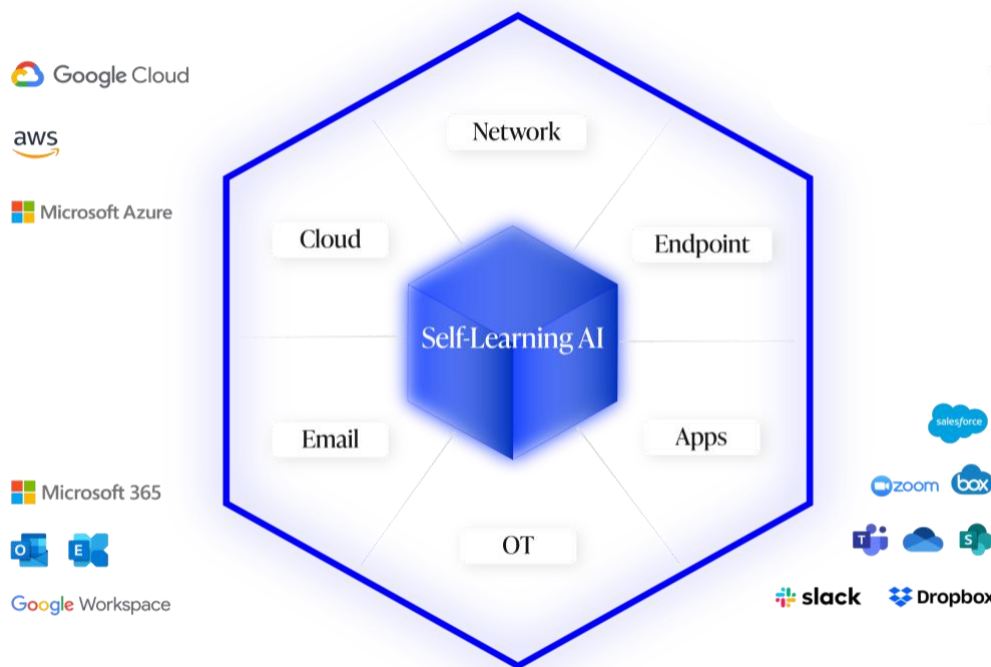 Google Cloud
aws
Microsoft Azure
Network
Cloud
Endpoint
Self-Learning AI
Email
Apps
OT
Microsoft 365
O
E
Google Workspace
salesforce
zoom
box
T
S
slack
Dropbox